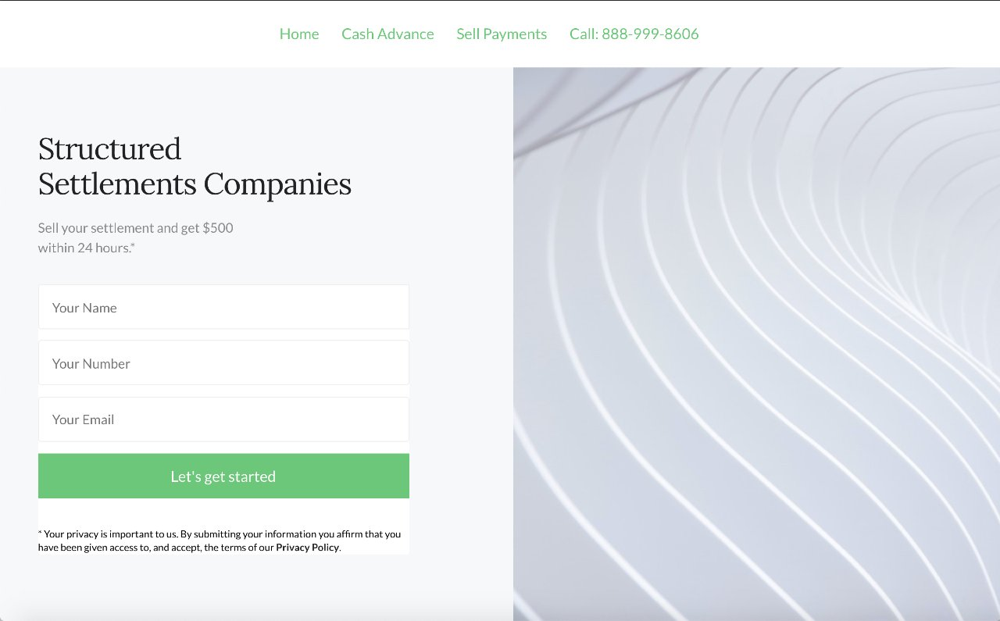 Home Cash Advance Sell Payments Call: 888-999-8606
Structured
Settlements Companies
Sell your settlement and get $500
within 24 hours.*
Your Name
Your Number
Your Email
Let's get started
* Your privacy is important to us. By submitting your information you affirm that you
have been given access to, and accept, the terms of our Privacy Policy.